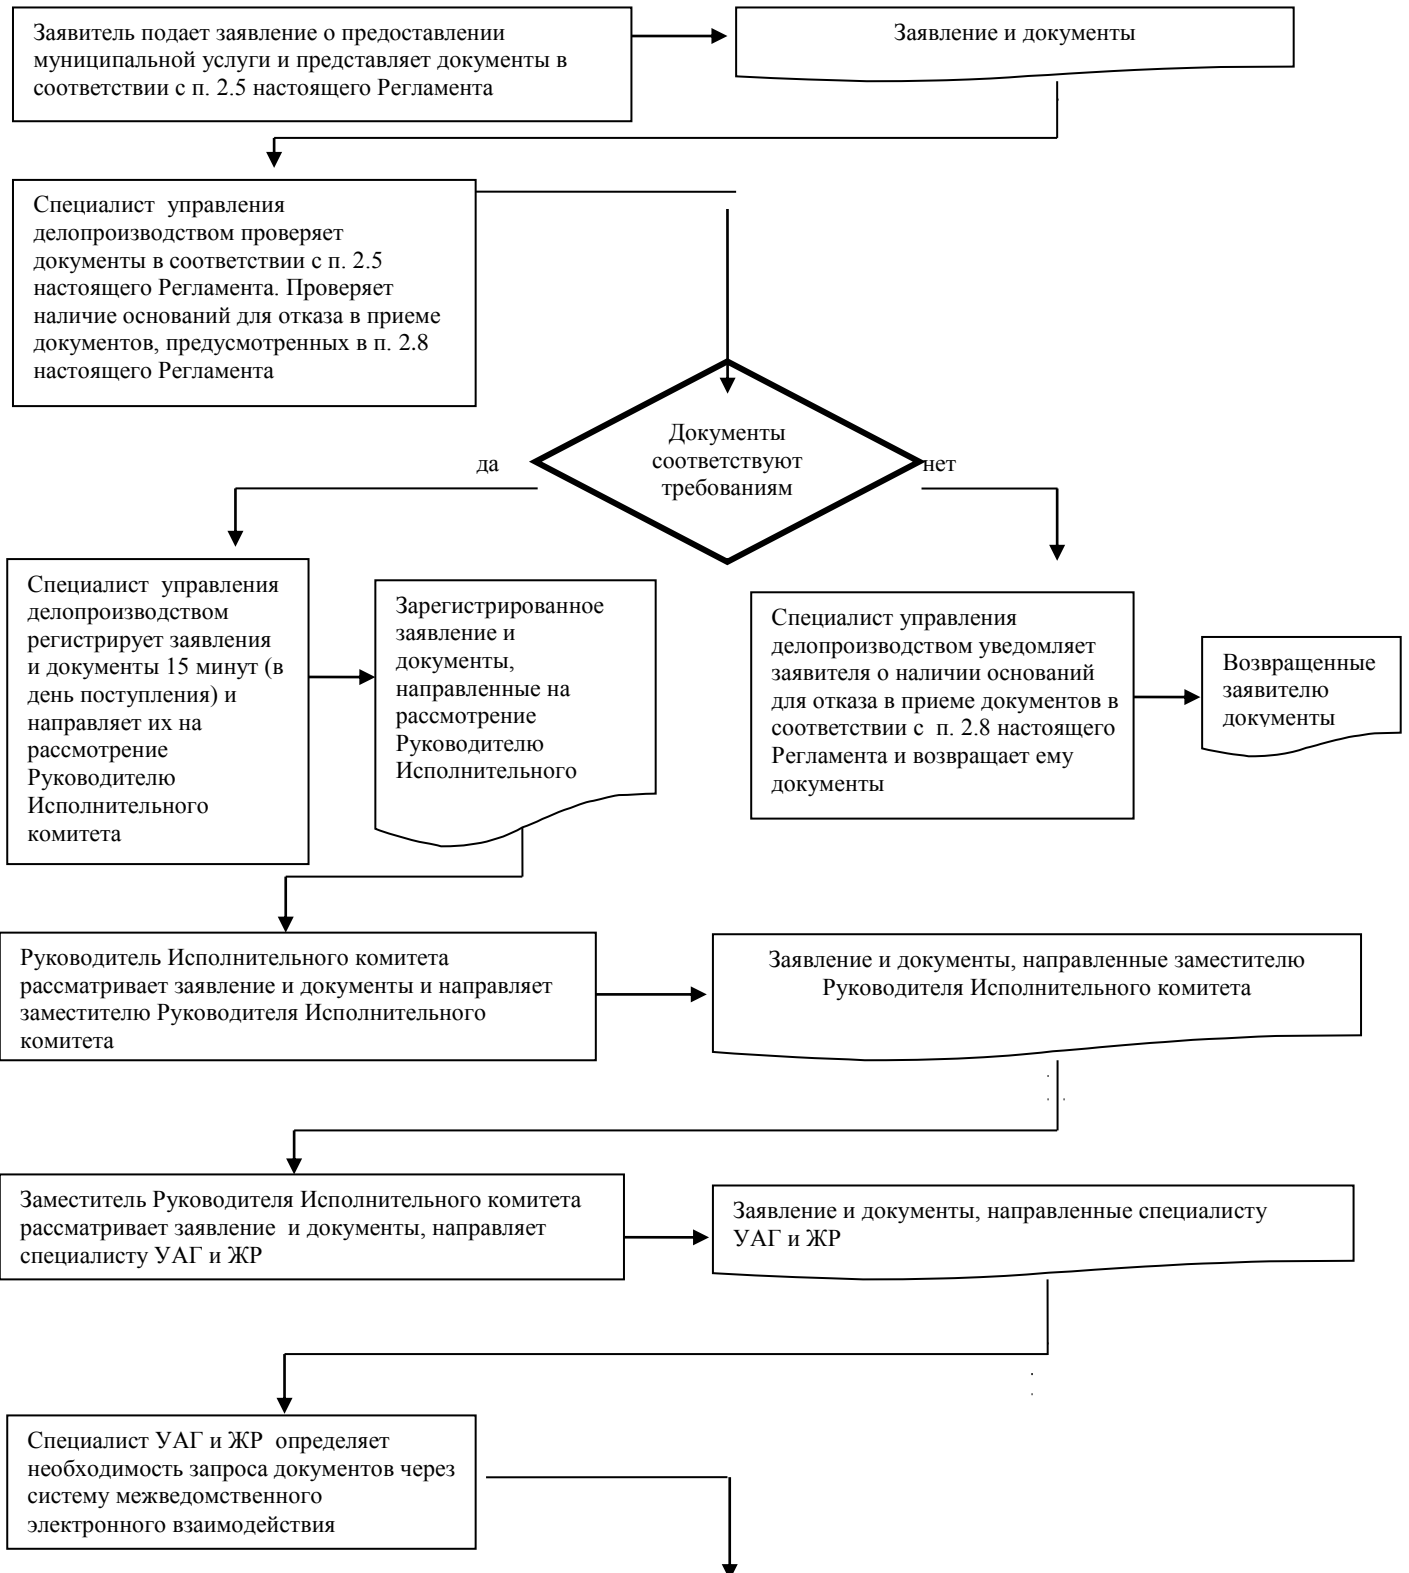 Заявитель подает заявление о предоставлении
муниципальной услуги и представляет документы в
соответствии с п. 2.5 настоящего Регламента
Заявление и документы
Специалист  управления
делопроизводством проверяет
документы в соответствии с п. 2.5
настоящего Регламента. Проверяет
наличие оснований для отказа в приеме
документов, предусмотренных в п. 2.8
настоящего Регламента
Документы
соответствуют
требованиям
да
нет
Специалист  управления
делопроизводством
регистрирует заявления
и документы 15 минут (в
день поступления) и
направляет их на
рассмотрение
Руководителю
Исполнительного
комитета
Зарегистрированное
заявление и
документы,
направленные на
рассмотрение
Руководителю
Исполнительного
Специалист управления
делопроизводством уведомляет
заявителя о наличии оснований
для отказа в приеме документов в
соответствии с  п. 2.8 настоящего
Регламента и возвращает ему
документы
Возвращенные
заявителю
документы
Руководитель Исполнительного комитета
рассматривает заявление и документы и направляет
заместителю Руководителя Исполнительного
комитета
Заявление и документы, направленные заместителю
Руководителя Исполнительного комитета
Заместитель Руководителя Исполнительного комитета
рассматривает заявление  и документы, направляет
специалисту УАГ и ЖР
Заявление и документы, направленные специалисту
УАГ и ЖР
Специалист УАГ и ЖР  определяет
необходимость запроса документов через
систему межведомственного
электронного взаимодействия